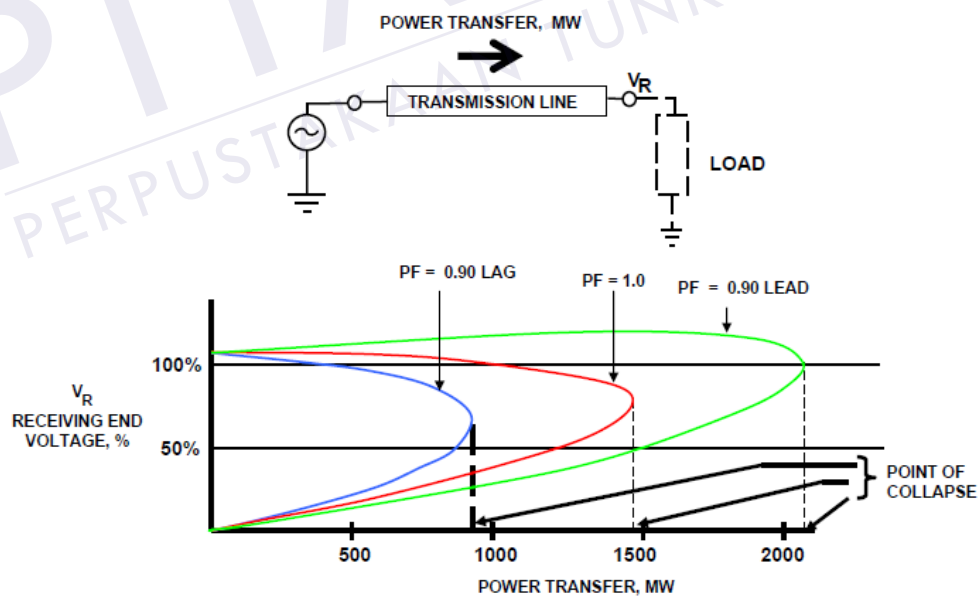 POWER TRANSFER, MW
PERPUSTAKAAN TUNK
TRANSMISSION LINE
VR
LOAD
PF = 0.90 LAG
PF = 1.0
PF = 0.90 LEAD
100%
VR
RECEIVING END
VOLTAGE, %
50%
POINT OF
COLLAPSE
500
1000
1500
2000
POWER TRANSFER, MW